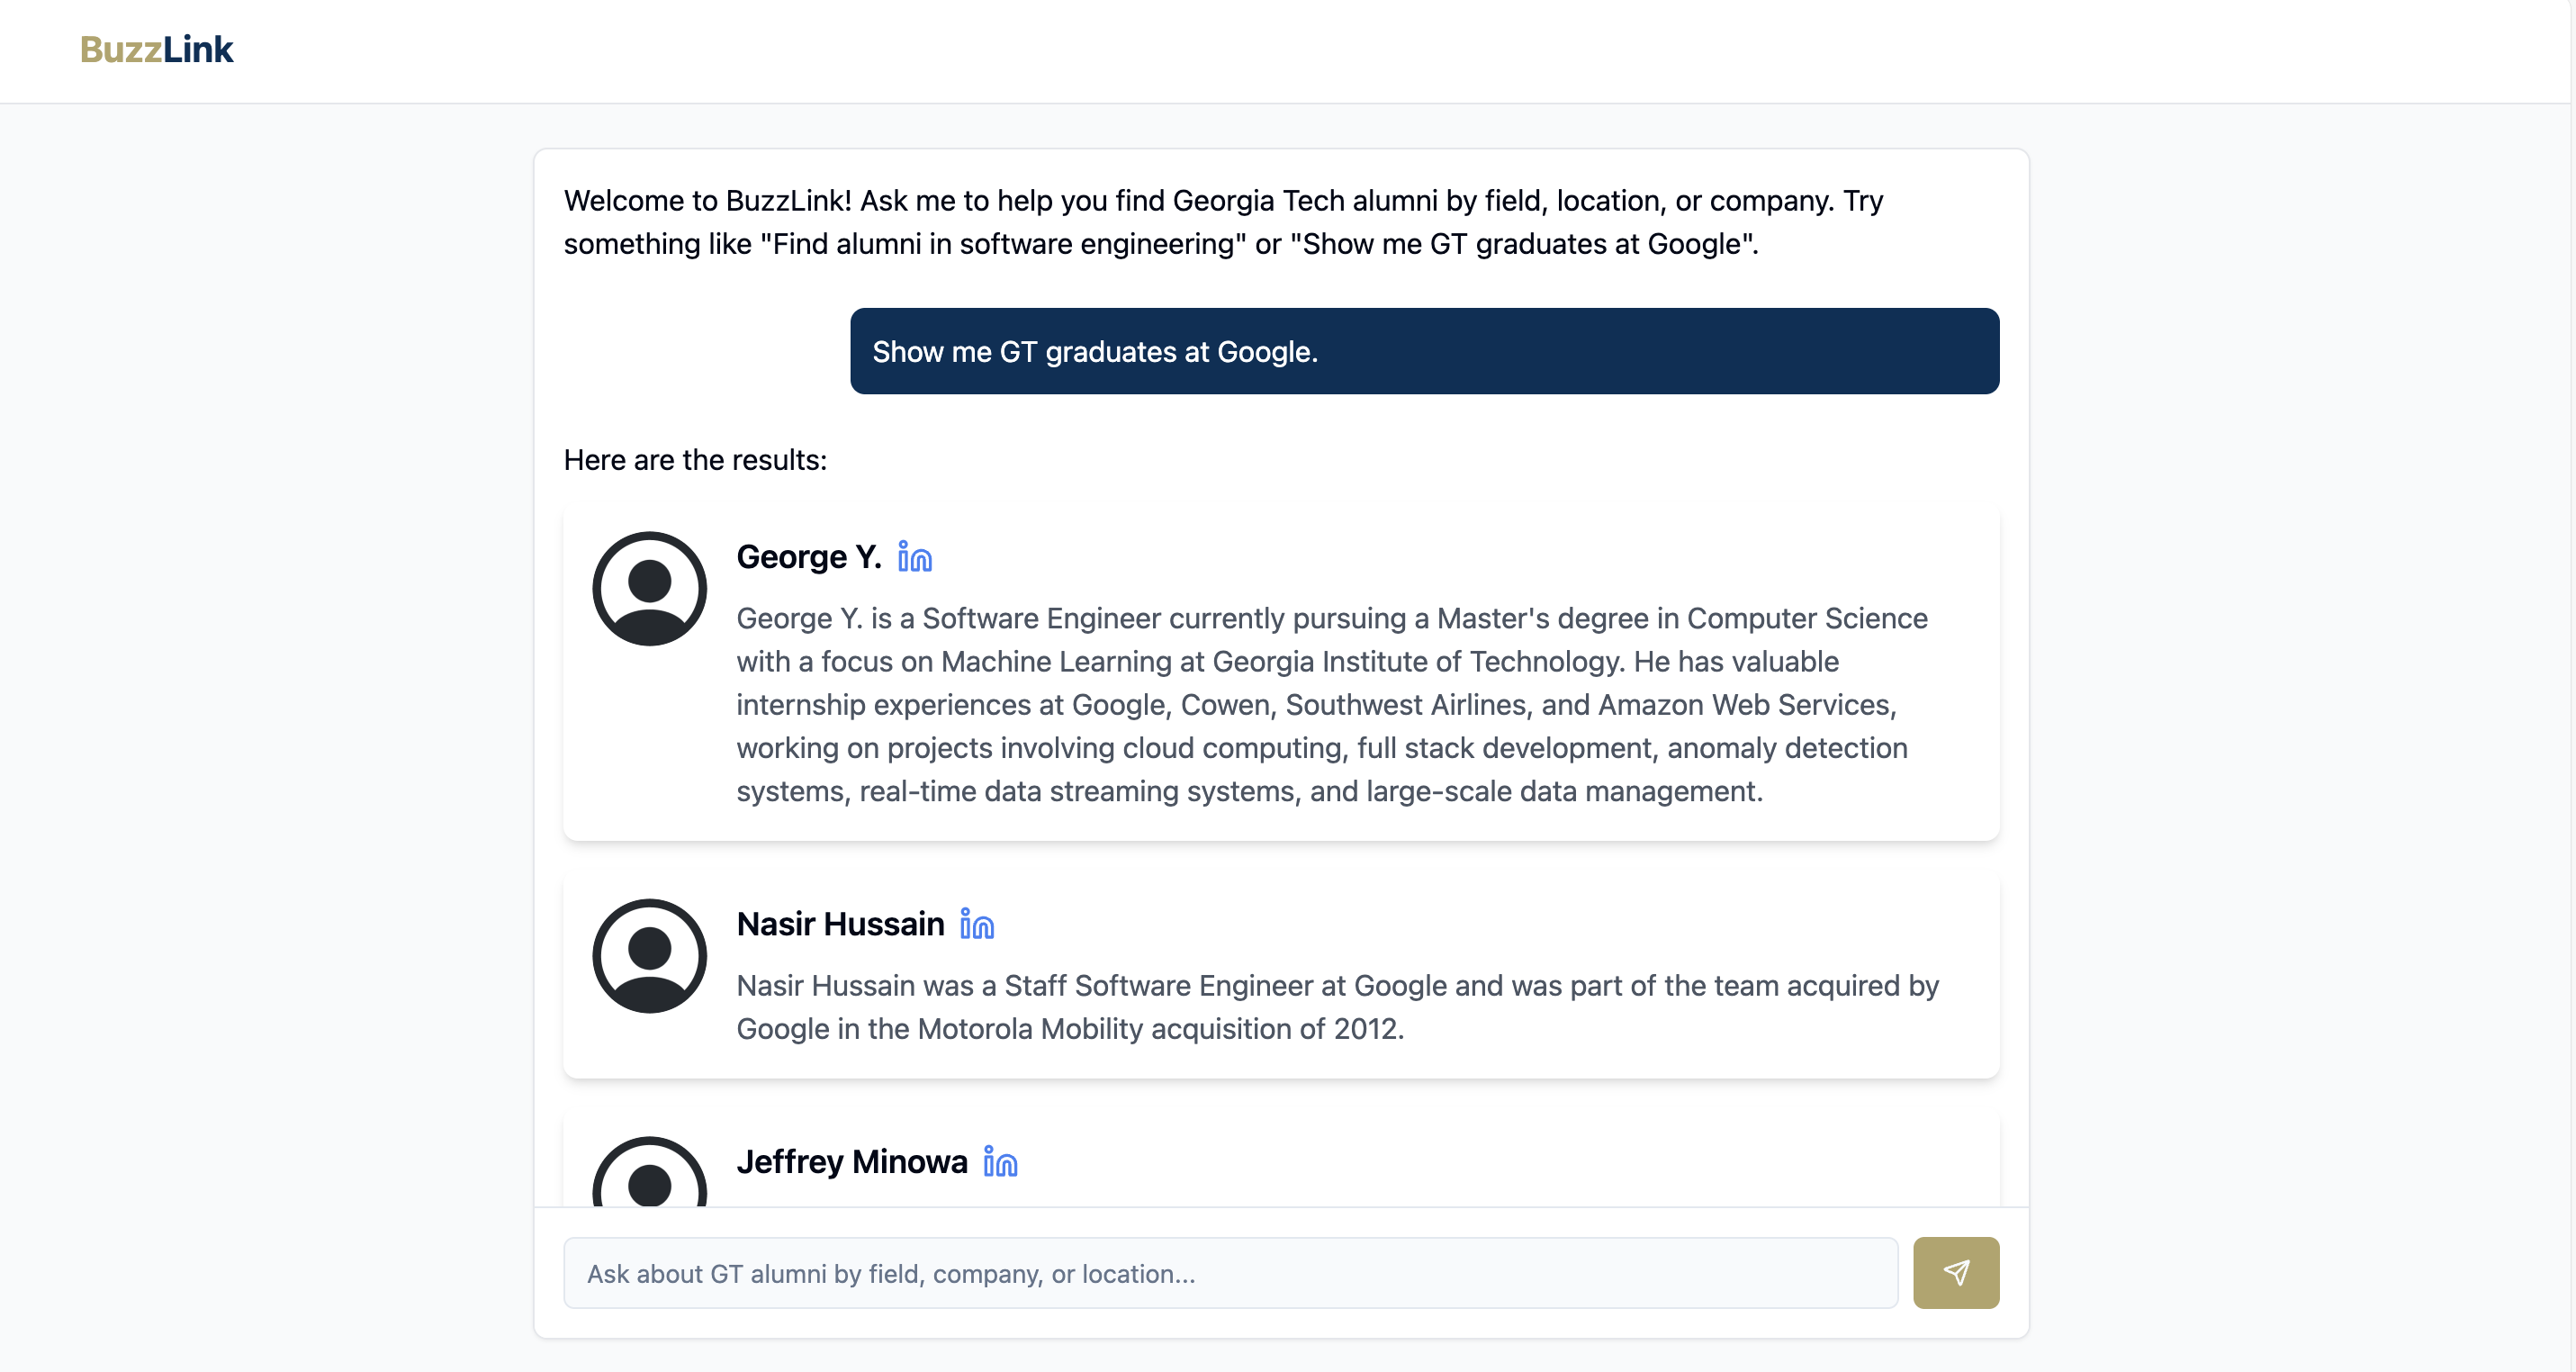 BuzzLink
Welcome to BuzzLink! Ask me to help you find Georgia Tech alumni by field, location, or company. Try
something like "Find alumni in software engineering" or "Show me GT graduates at Google".
Show me GT graduates at Google.
Here are the results:
George Y.
George Y. is a Software Engineer currently pursuing a Master's degree in Computer Science
with a focus on Machine Learning at Georgia Institute of Technology. He has valuable
internship experiences at Google, Cowen, Southwest Airlines, and Amazon Web Services,
working on projects involving cloud computing, full stack development, anomaly detection
systems, real-time data streaming systems, and large-scale data management.
Nasir Hussain
Nasir Hussain was a Staff Software Engineer at Google and was part of the team acquired by
Google in the Motorola Mobility acquisition of 2012.
Jeffrey Minowa
Ask about GT alumni by field, company, or location...